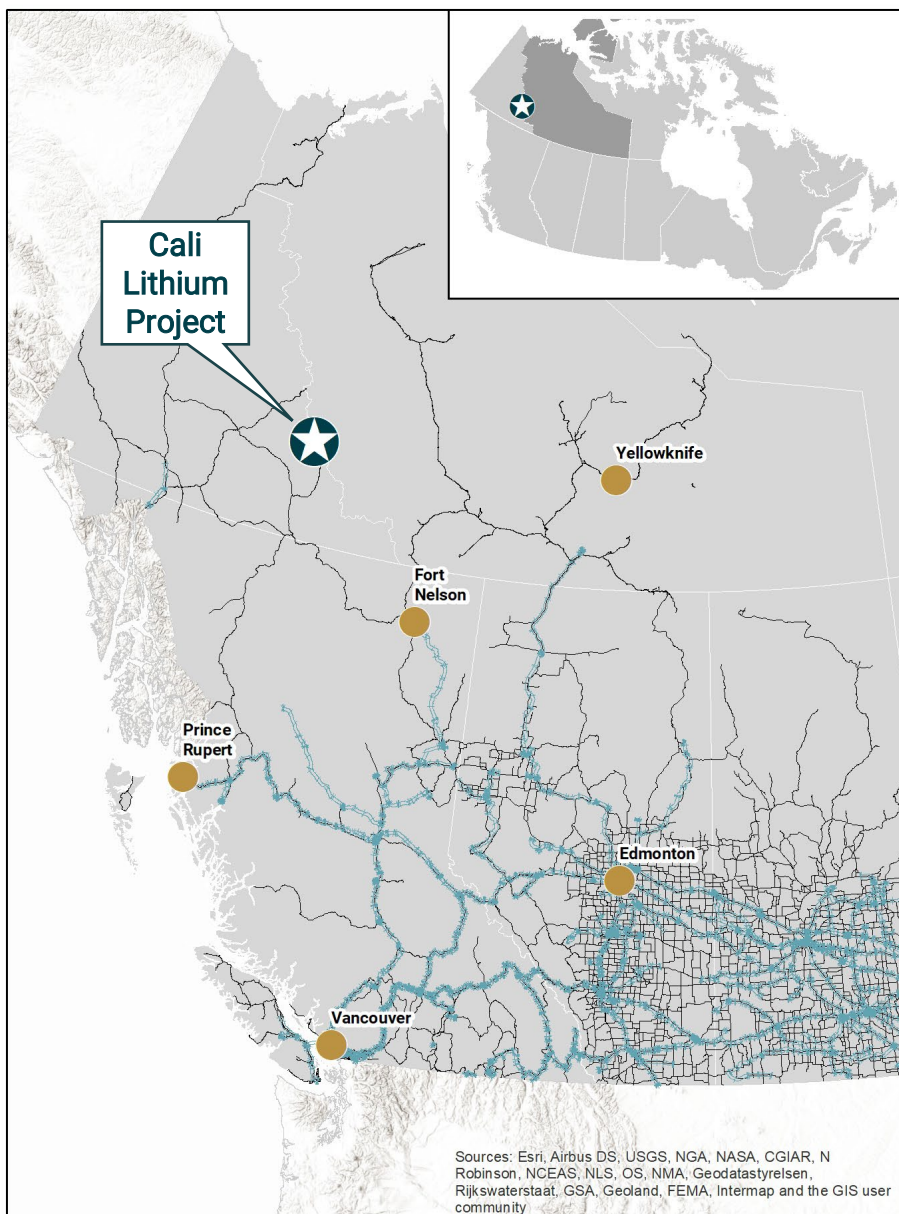 Cali
Lithium
Project
Yellowknife
Fort
Nelson
Prince
Rupert
Edmonton
Vancouver
Sources: Esri, Airbus DS, USGS, NGA, NASA, CGIAR, N
Robinson, NCEAS, NLS, OS, NMA, Geodatastyrelsen,
Rijkswaterstaat, GSA, Geoland, FEMA, Intermap and the GIS user
community